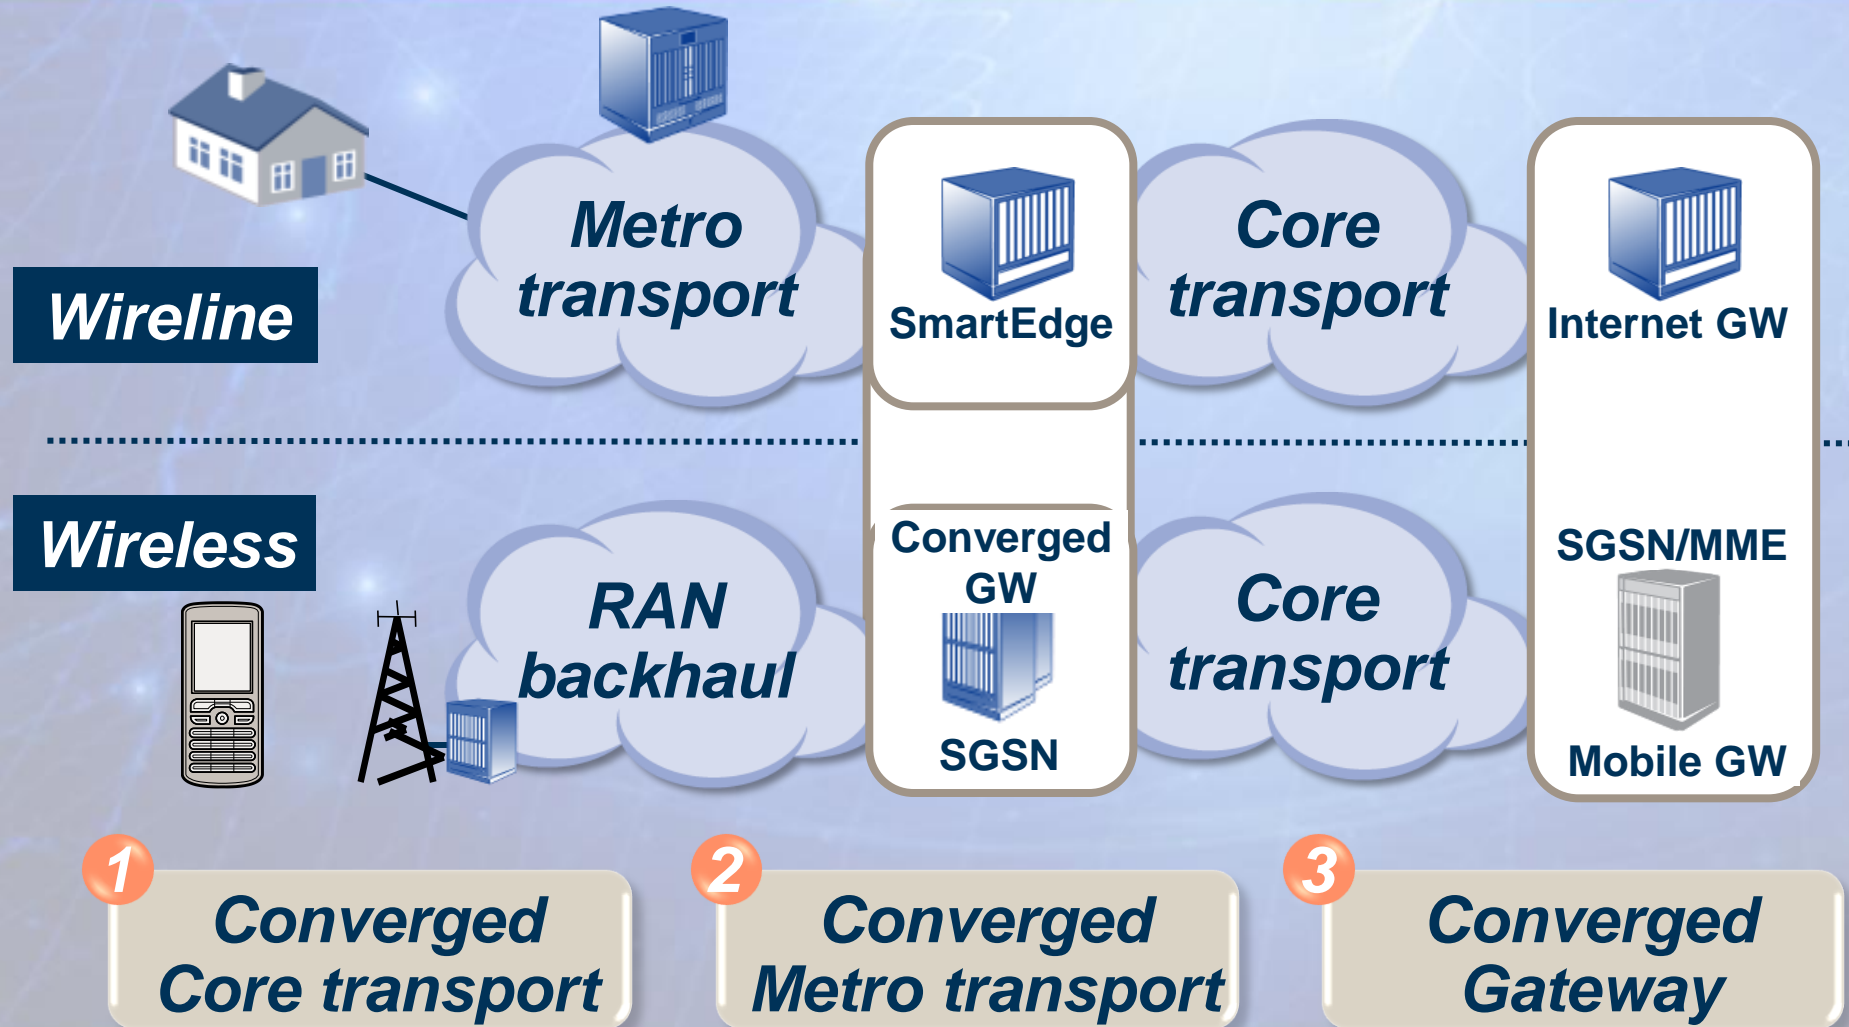 Metro
transport
Core
transport
Wireline
SmartEdge
Internet GW
Wireless
Converged
GW
SGSN/MME
RAN
backhaul
Core
transport
SGSN
Mobile GW
1
Converged
Core transport
2
Converged
Metro transport
3
Converged
Gateway